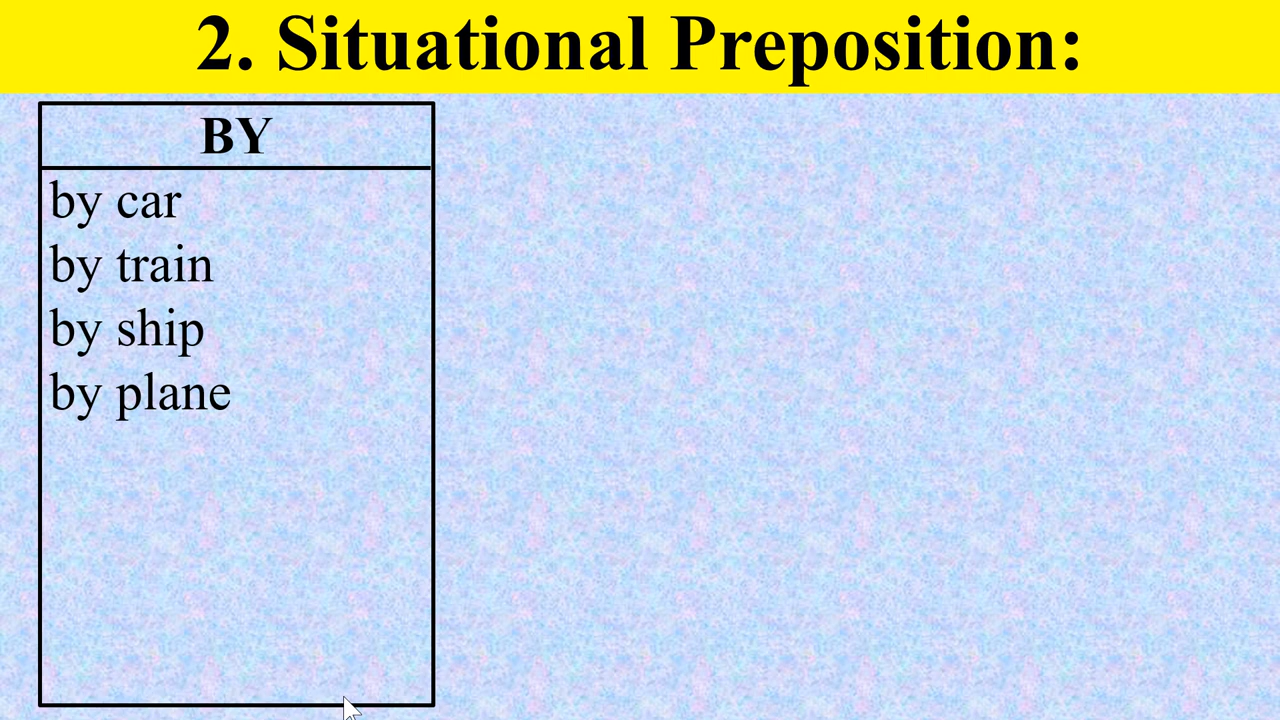 2. Situational Preposition:
BY
by car
by train
by ship
by plane